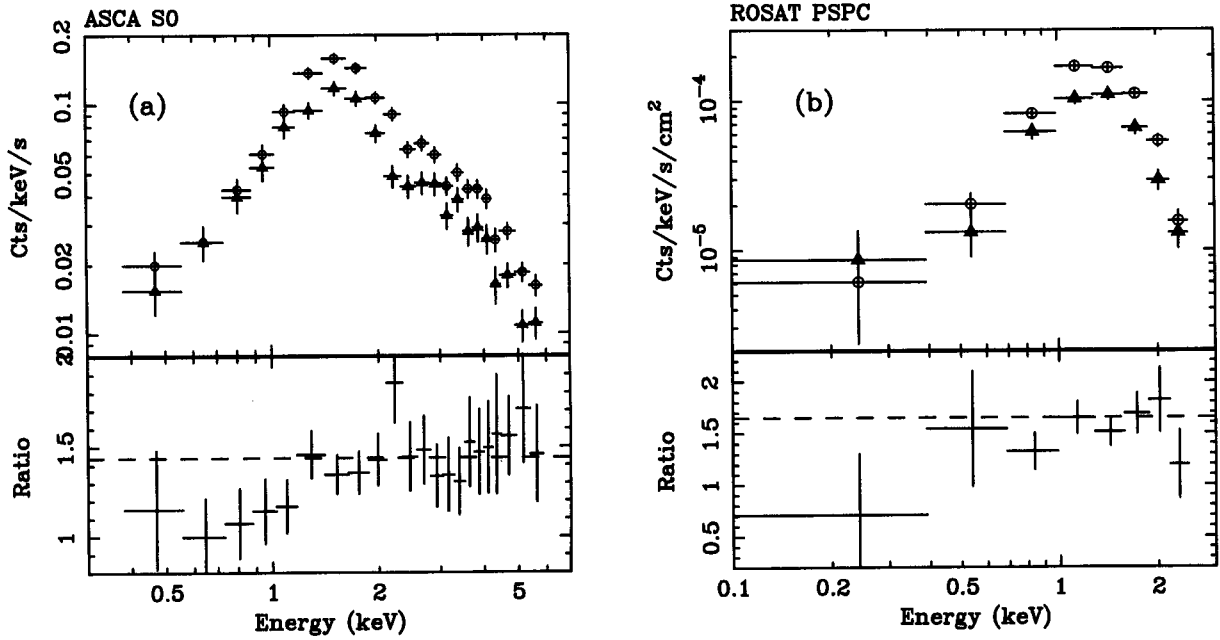 ASCA S0
(a)
Cts/keV/s
0.2
0.1
0.05
0.02
0.01
2
1.5
1
Ratio
0.5
1
2
5
Energy (keV)
ROSAT PSPC
(b)
Cts/keV/s/cm²
10⁻⁴
10⁻⁵
2
1.5
1
0.5
Ratio
0.1
0.2
0.5
1
2
Energy (keV)